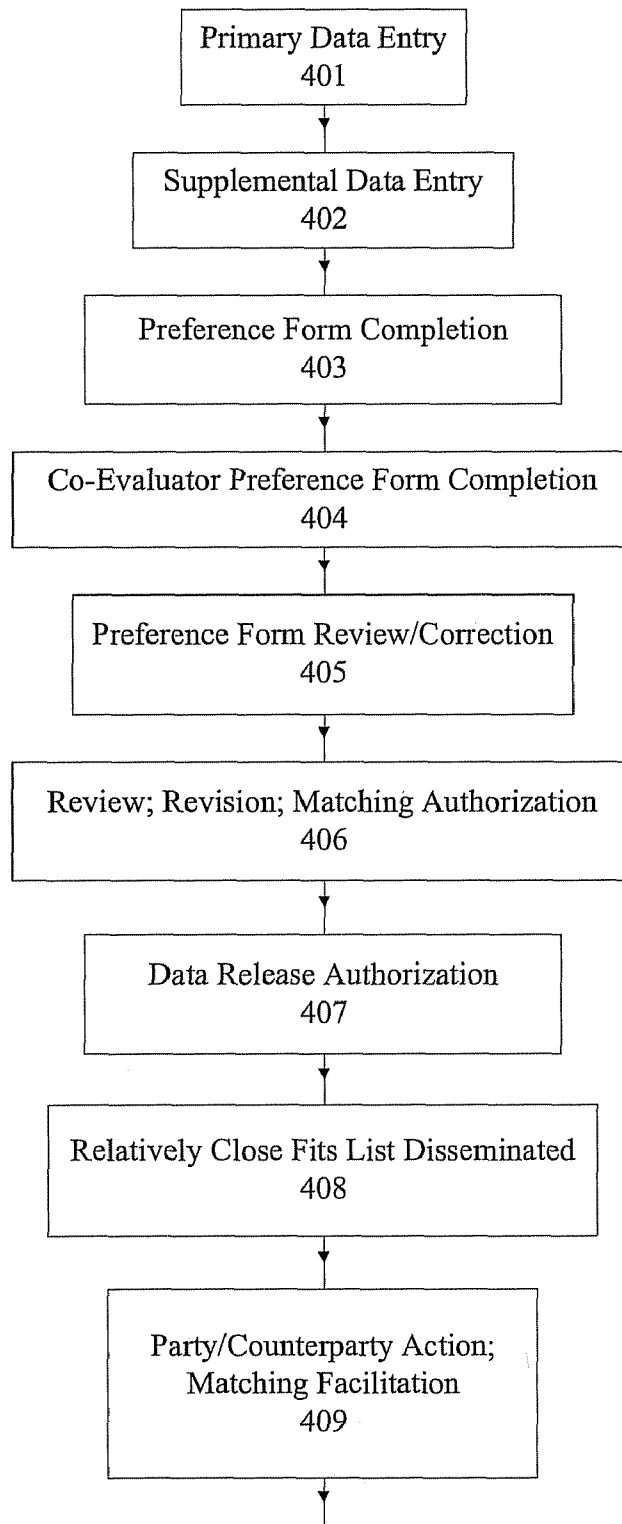 Primary Data Entry
401
Supplemental Data Entry
402
Preference Form Completion
403
Co-Evaluator Preference Form Completion
404
Preference Form Review/Correction
405
Review; Revision; Matching Authorization
406
Data Release Authorization
407
Relatively Close Fits List Disseminated
408
Party/Counterparty Action;
Matching Facilitation
409